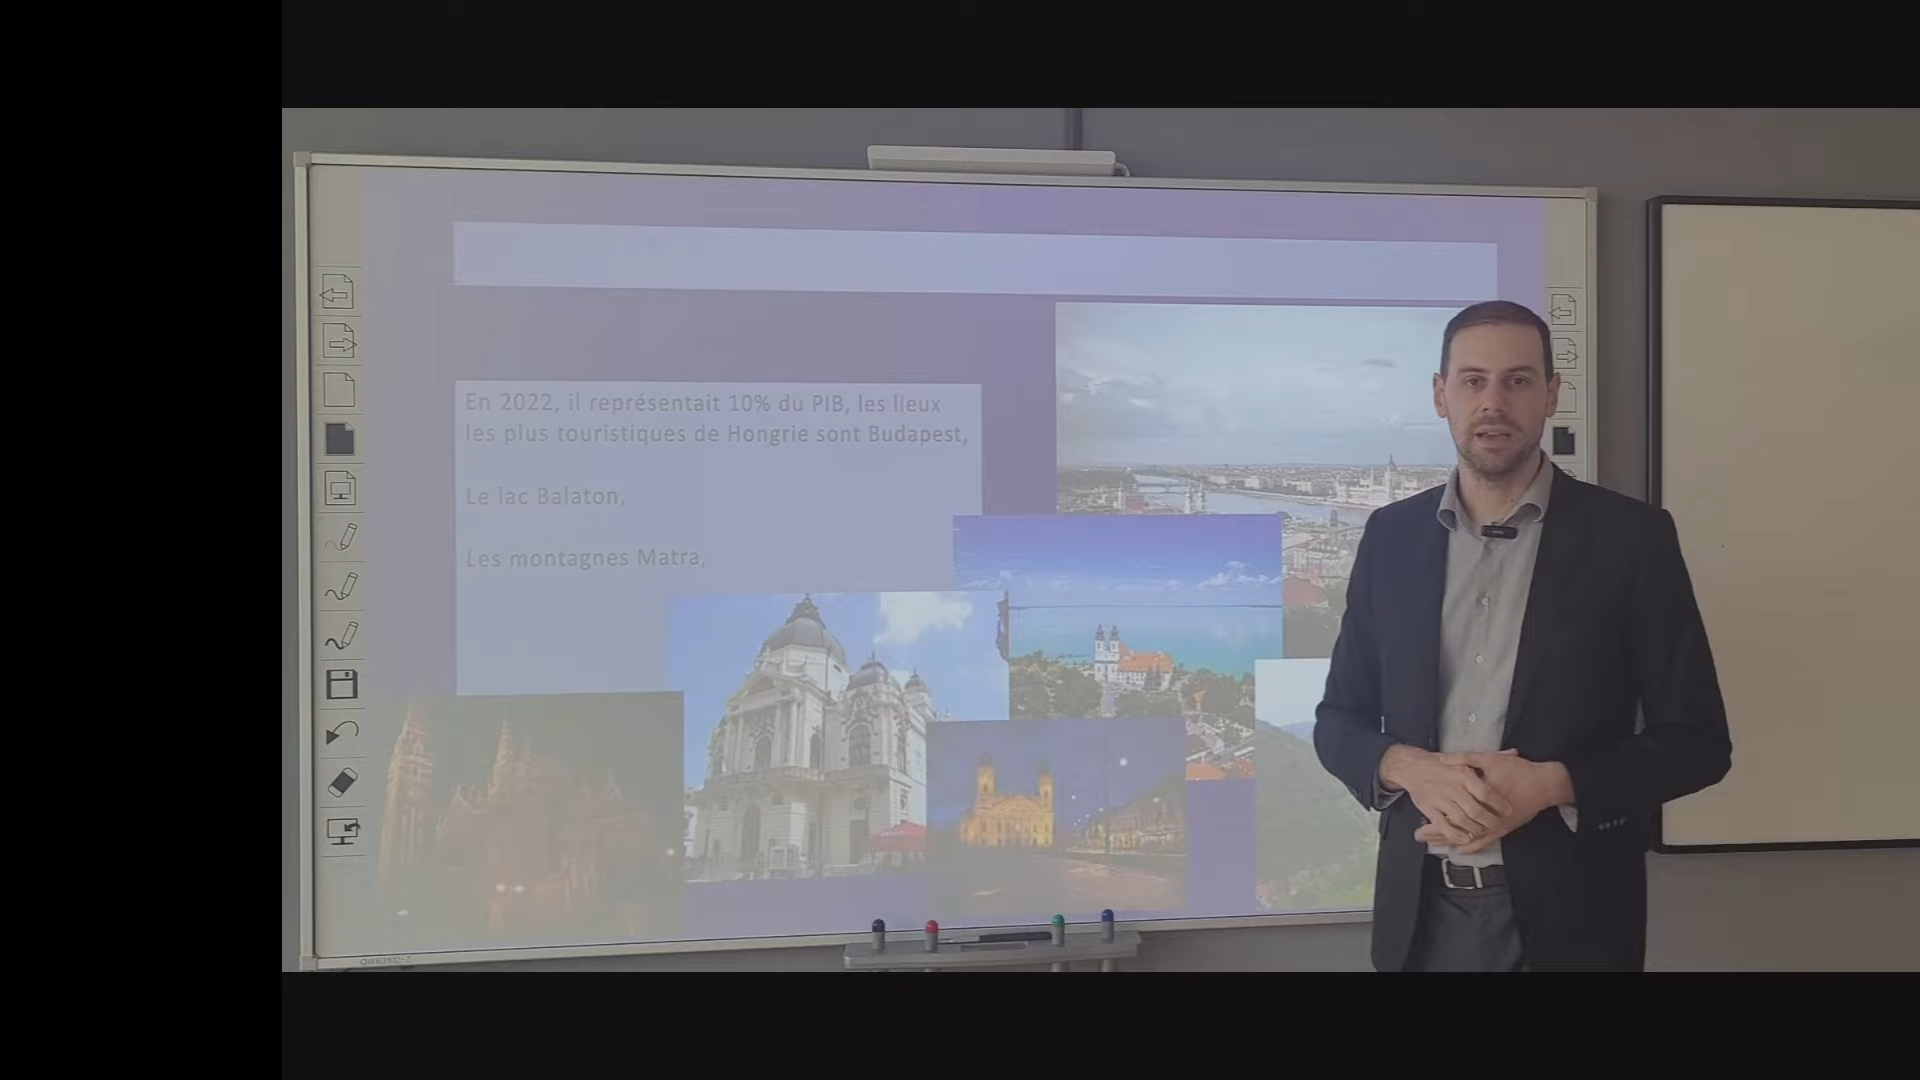 En 2022, il représentait 10% du PIB, les lieux
les plus touristiques de Hongrie sont Budapest,
Le lac Balaton,
Les montagnes Matra,